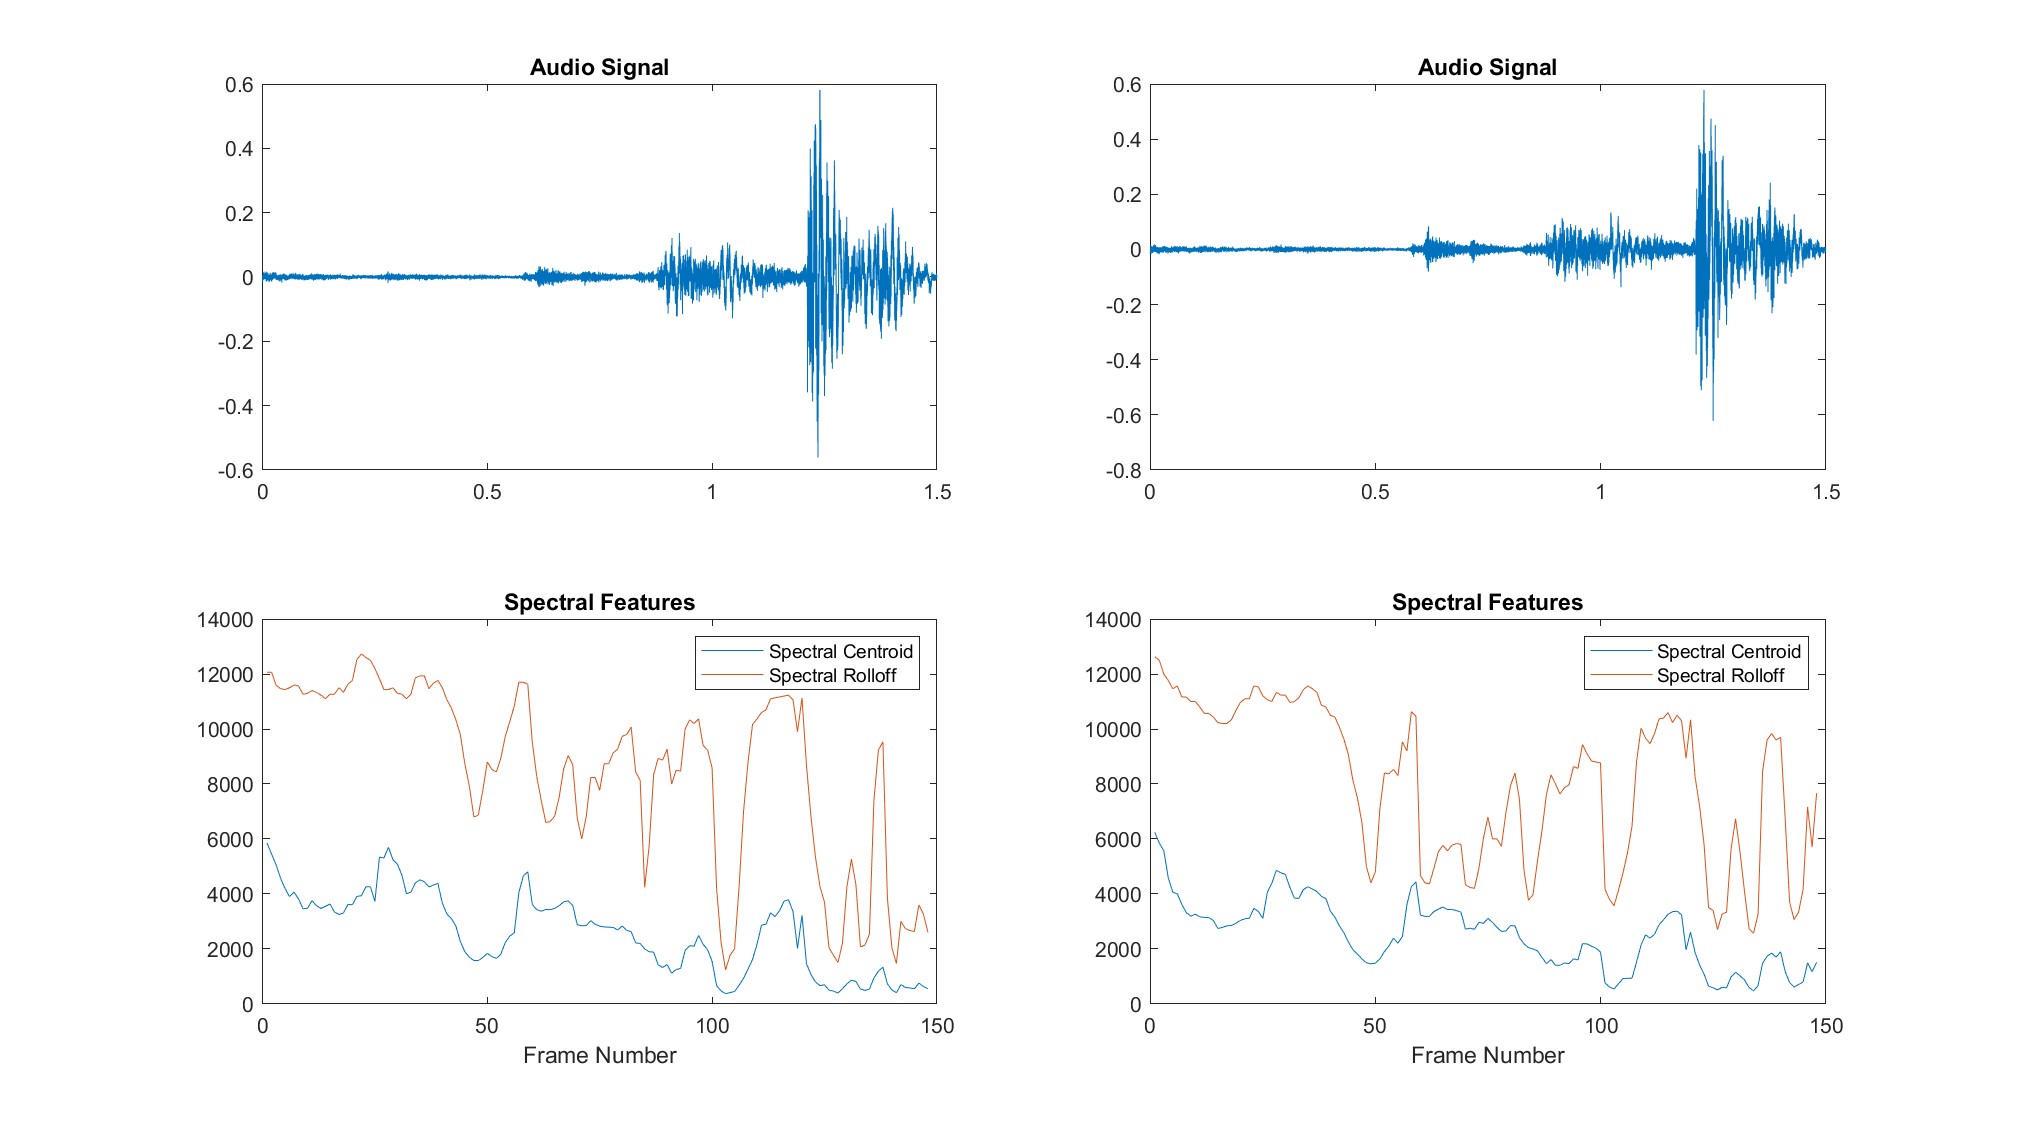 Audio Signal
0.6
0.4
0.2
0
-0.2
-0.4
-0.6
0 0.5 1 1.5
Audio Signal
0.6
0.4
0.2
0
-0.2
-0.4
-0.6
-0.8
0 0.5 1 1.5
Spectral Features
14000
12000
10000
8000
6000
4000
2000
0
Spectral Centroid
Spectral Rolloff
0 50 100 150
Frame Number
Spectral Features
14000
12000
10000
8000
6000
4000
2000
0
Spectral Centroid
Spectral Rolloff
0 50 100 150
Frame Number